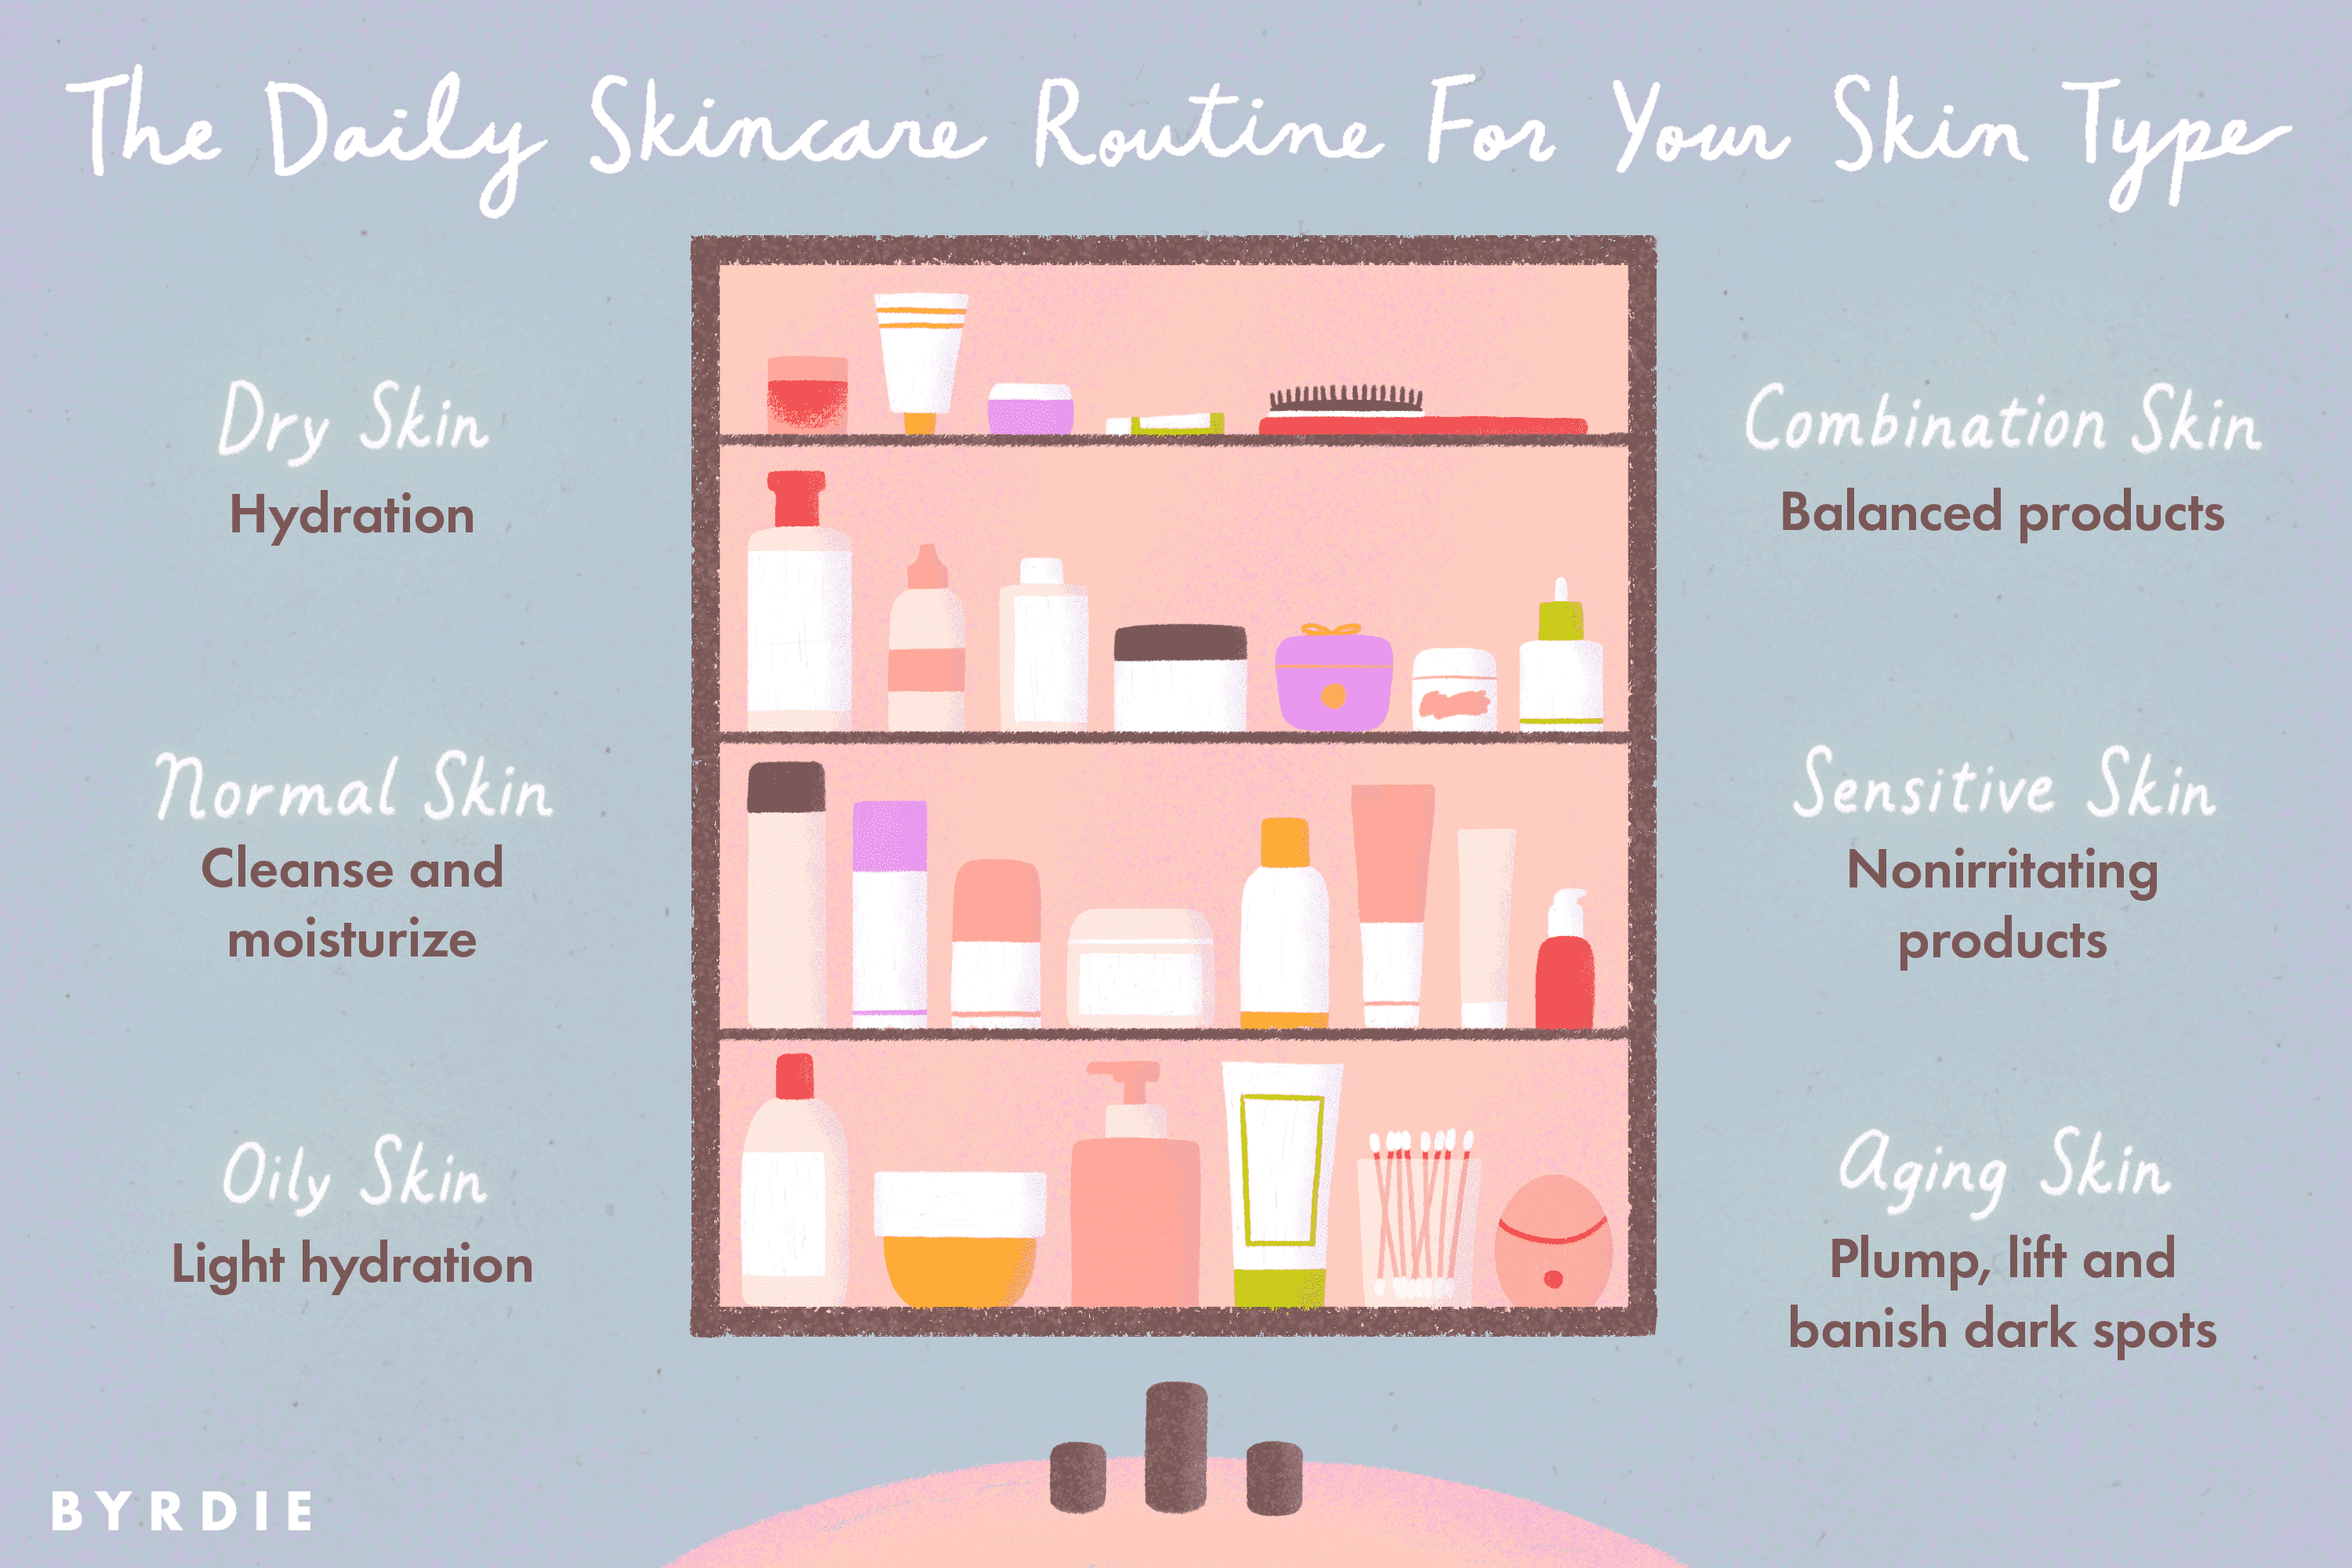 The Daily Skincare Routine For Your Skin Type
Dry Skin
Hydration
Normal Skin
Cleanse and
moisturize
Oily Skin
Light hydration
Combination Skin
Balanced products
Sensitive Skin
Nonirritating
products
Aging Skin
Plump, lift and
banish dark spots
BYRDIE